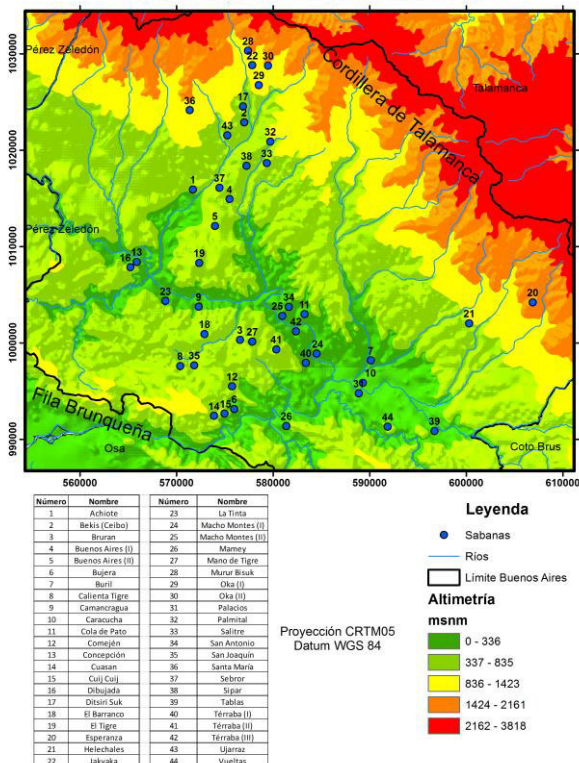 1030000
1020000
1010000
1000000
990000
Pérez Zeledón
Pérez Zeledón
Cordillera de Talamanca
Talamanca
Fila Brunqueña
Osa
Coto Brus
28
22 30
29
36
17
2
43
32
38 33
37
1
4
5
16 13
19
23
9
34
25 11
42
18
3 27
41
24
40
7
8 35
10
31
12
14 15 6
26
44
39
20
21
560000 570000 580000 590000 600000 610000
Número Nombre
1 Achiote
2 Bekis (Ceibo)
3 Bruran
4 Buenos Aires (I)
5 Buenos Aires (II)
6 Bujera
7 Buril
8 Calienta Tigre
9 Camancragua
10 Caracucha
11 Cola de Pato
12 Comején
13 Concepción
14 Cuasan
15 Cuij Cuij
16 Dibujada
17 Ditsiri Suk
18 El Barranco
19 El Tigre
20 Esperanza
21 Helechales
22 Jakyaka
Número Nombre
23 La Tinta
24 Macho Montes (I)
25 Macho Montes (II)
26 Mamey
27 Mano de Tigre
28 Murur Bisuk
29 Oka (I)
30 Oka (II)
31 Palacios
32 Palmital
33 Salitre
34 San Antonio
35 San Joaquín
36 Santa María
37 Sebror
38 Sipar
39 Tablas
40 Térraba (I)
41 Térraba (II)
42 Térraba (III)
43 Ujarraz
44 Vueltas
Proyección CRTM05
Datum WGS 84
Leyenda
Sabanas
Ríos
Límite Buenos Aires
Altimetría
msnm
0 - 336
337 - 835
836 - 1423
1424 - 2161
2162 - 3818